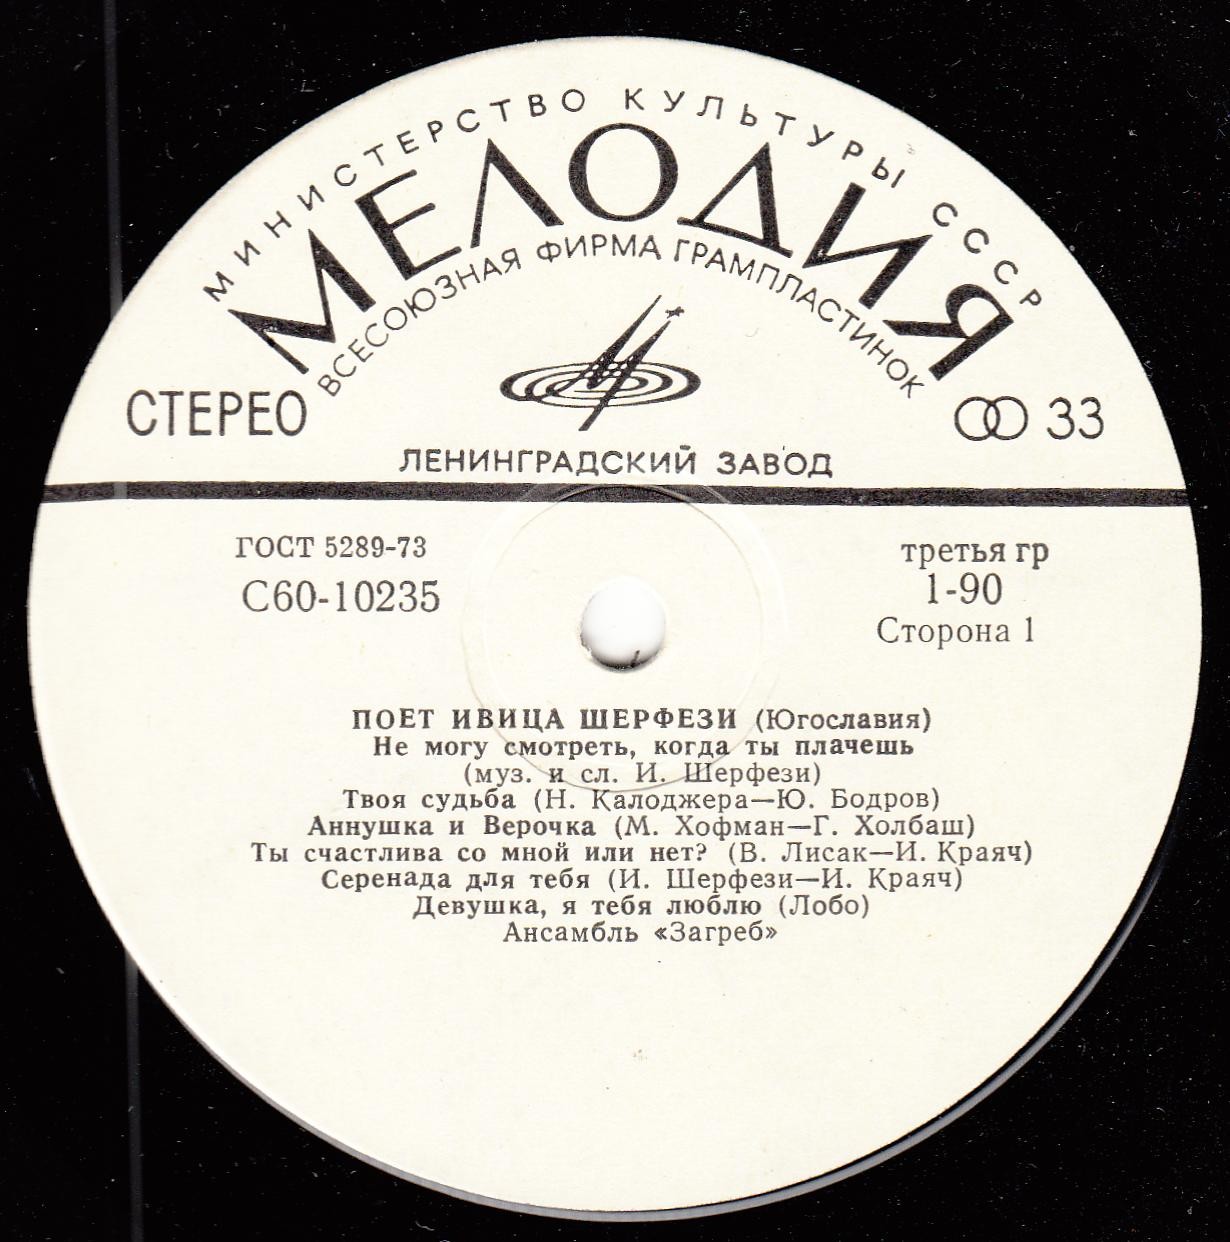 МИНИСТЕРСТВО КУЛЬТУРЫ СССР
МЕЛОДИЯ
ВСЕСОЮЗНАЯ ФИРМА ГРАМПЛАСТИНОК
СТЕРЕО
33
ЛЕНИНГРАДСКИЙ ЗАВОД
ГОСТ 5289-73
третья гр
С60-10235
1-90
Сторона 1
ПОЕТ ИВИЦА ШЕРФЕЗИ (Югославия)
Не могу смотреть, когда ты плачешь
(муз. и сл. И. Шерфези)
Твоя судьба (Н. Калоджера—Ю. Бодров)
Аннушка и Верочка (М. Хофман—Г. Холбаш)
Ты счастлива со мной или нет? (В. Лисак—И. Краяч)
Серенада для тебя (И. Шерфези—И. Краяч)
Девушка, я тебя люблю (Лобо)
Ансамбль «Загреб»